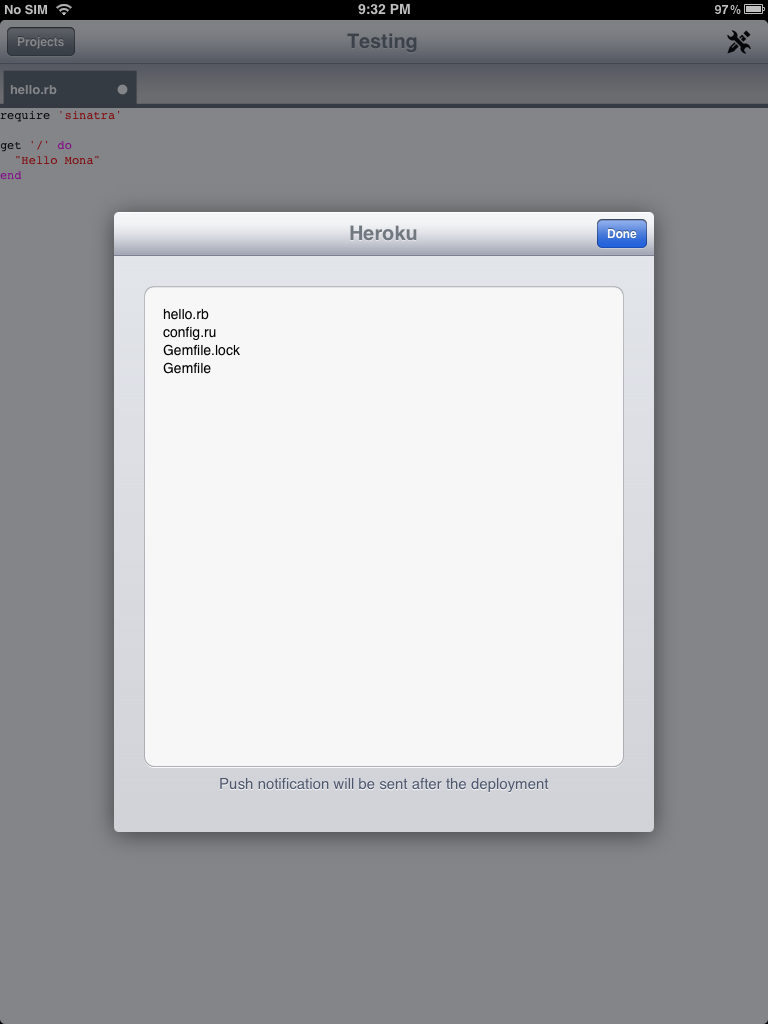 No SIM 9:32 PM 97%
Projects Testing
hello.rb
require 'sinatra'
get '/' do
"Hello Mona"
end
Heroku Done
hello.rb
config.ru
Gemfile.lock
Gemfile
Push notification will be sent after the deployment